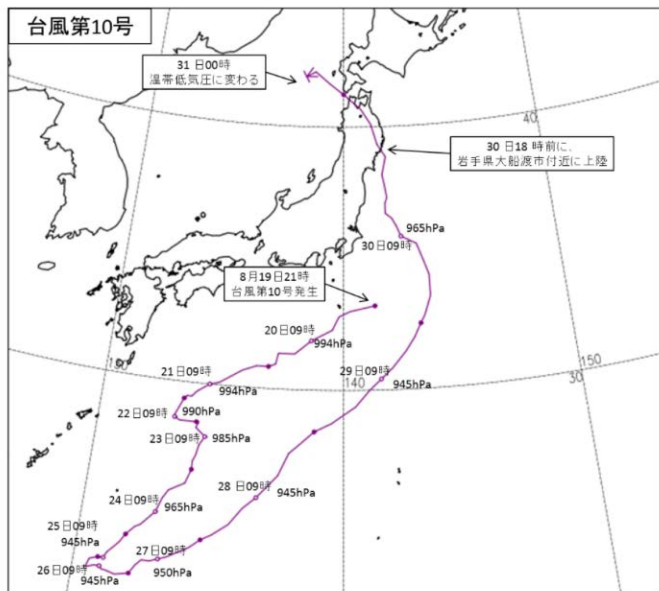 台風第10号
31 日00時
温帯低気圧に変わる
40
30 日18 時前に、
岩手県大船渡市付近に上陸
965hPa
30日09時
8月19日21時
台風第10号発生
20日09時
994hPa
21日09時
994hPa
29日09時
945hPa
140
150
30
22日09時
990hPa
23日09時
985hPa
24日09時
965hPa
28日09時
945hPa
25日09時
945hPa
27日09時
950hPa
26日09時
945hPa